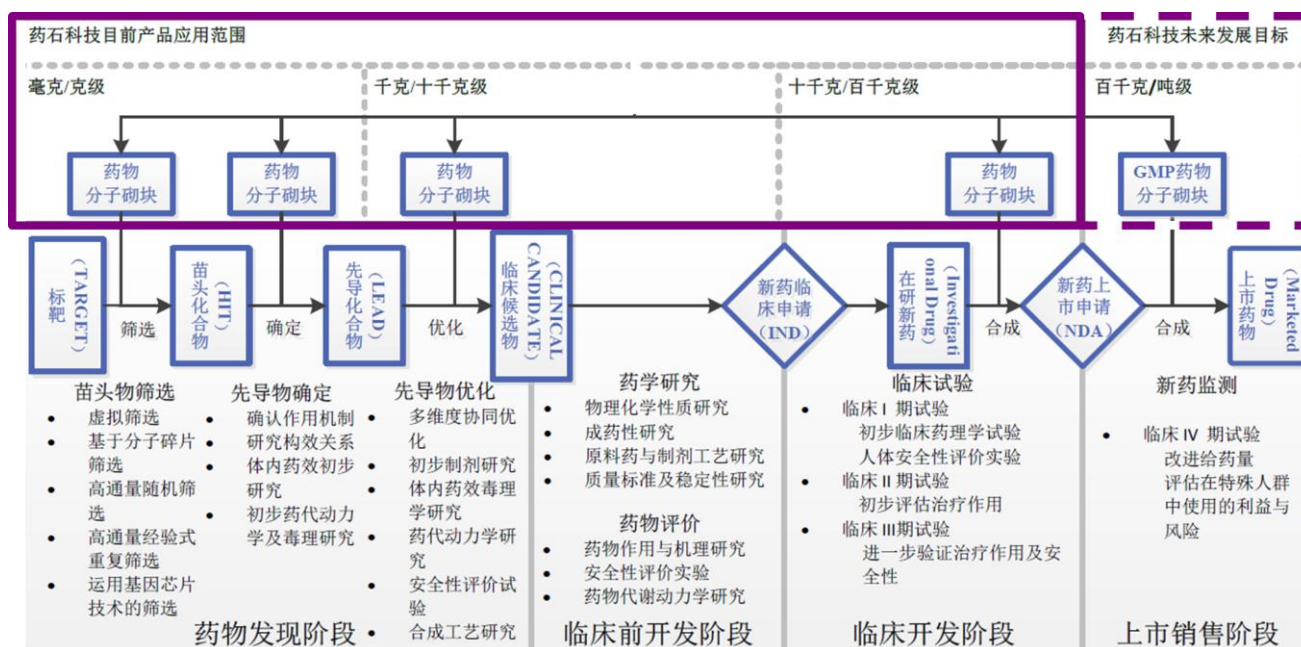 药石科技目前产品应用范围
药石科技未来发展目标
毫克/克级
千克/十千克级
十千克/百千克级
百千克/吨级
药物
分子砌块
药物
分子砌块
药物
分子砌块
药物
分子砌块
GMP药物
分子砌块
标靶
(TARGET)
筛选
苗头化合物
(HIT)
确定
先导化合物
(LEAD)
优化
临床候选物
(CLINICAL
CANDIDATE)
新药临
床申请
(IND)
在研新药
(Investigati
onal Drug)
合成
新药上
市申请
(NDA)
合成
上市药物
(Marketed
Drug)
苗头物筛选
• 虚拟筛选
• 基于分子碎片
筛选
• 高通量随机筛
选
• 高通量经验式
重复筛选
• 运用基因芯片
技术的筛选
先导物确定
• 确认作用机制
• 研究构效关系
• 体内药效初步
研究
• 初步药代动力
学及毒理研究
先导物优化
• 多维度协同优
化
• 初步制剂研究
• 体内药效毒理
学研究
• 药代动力学研
究
• 安全性评价试
验
• 合成工艺研究
药物发现阶段
药学研究
• 物理化学性质研究
• 成药性研究
• 原料药与制剂工艺研究
• 质量标准及稳定性研究
药物评价
• 药物作用与机理研究
• 安全性评价实验
• 药物代谢动力学研究
临床前开发阶段
临床试验
• 临床I 期试验
初步临床药理学试验
人体安全性评价实验
• 临床II期试验
初步评估治疗作用
• 临床III期试验
进一步验证治疗作用及安
全性
临床开发阶段
新药监测
• 临床IV 期试验
改进给药量
评估在特殊人群
中使用的利益与
风险
上市销售阶段